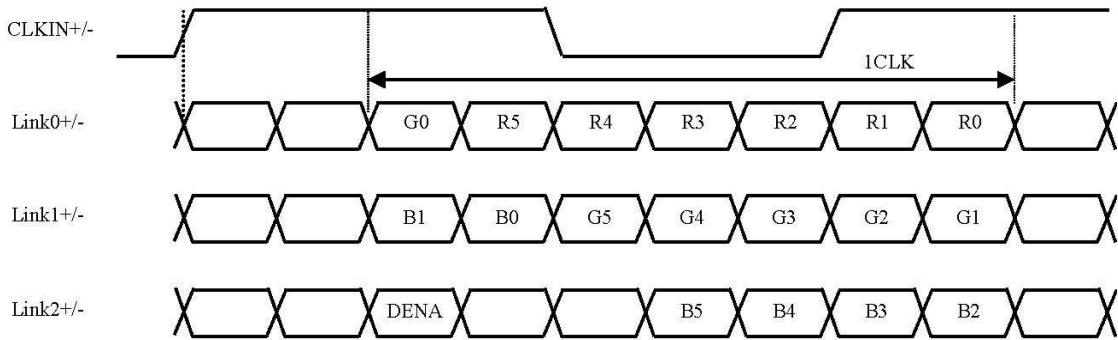 CLKIN+/-
1CLK
Link0+/- G0 R5 R4 R3 R2 R1 R0
Link1+/- B1 B0 G5 G4 G3 G2 G1
Link2+/- DENA B5 B4 B3 B2